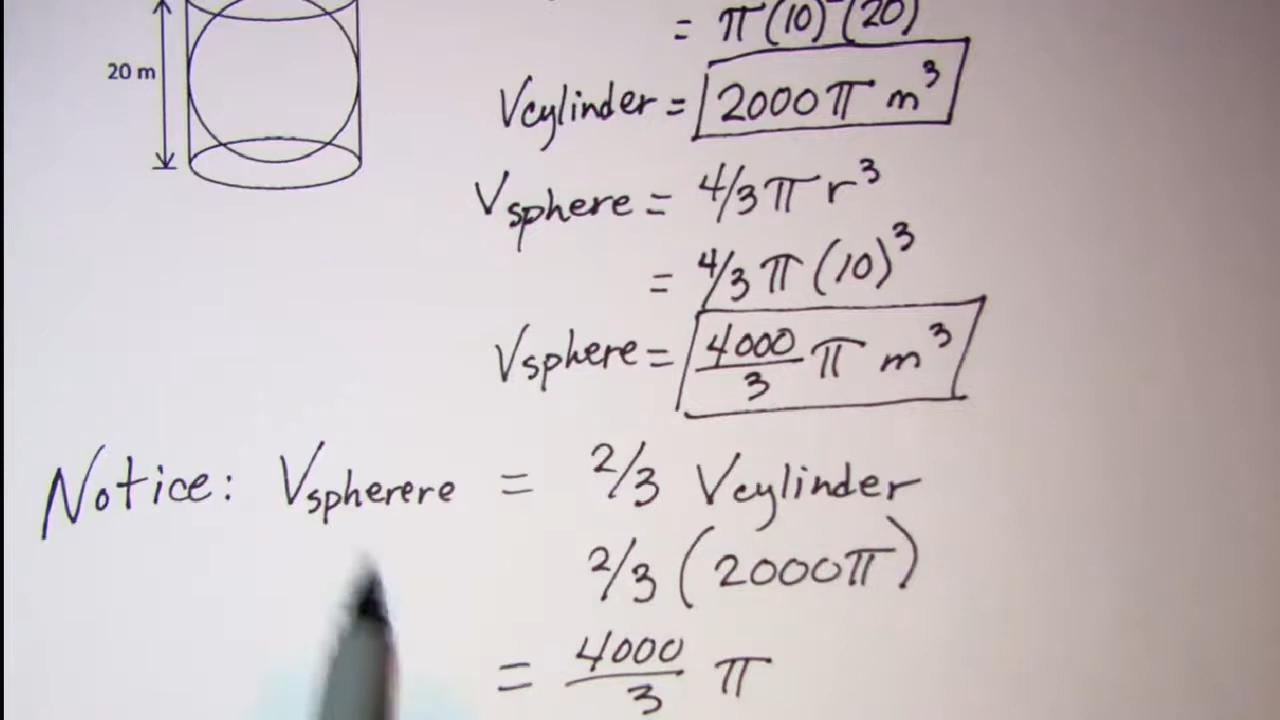 = π(10)²(20)
20 m
Vcylinder = 2000π m³
Vsphere = 4/3 π r³
= 4/3 π (10)³
Vsphere = 4000/3 π m³
Notice: Vspherere = 2/3 Vcylinder
2/3 (2000π)
= 4000/3 π